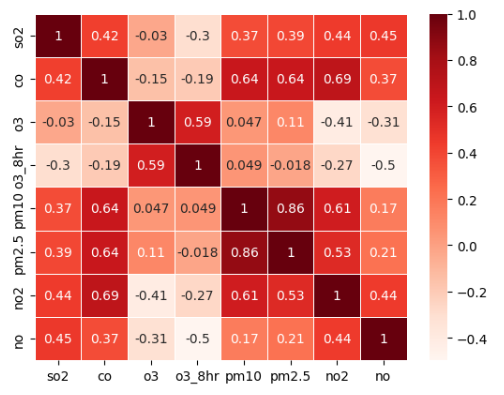 so2 1 0.42 -0.03 -0.3 0.37 0.39 0.44 0.45
co 0.42 1 -0.15 -0.19 0.64 0.64 0.69 0.37
o3 -0.03 -0.15 1 0.59 0.047 0.11 -0.41 -0.31
o3_8hr -0.3 -0.19 0.59 1 0.049 -0.018 -0.27 -0.5
pm10 0.37 0.64 0.047 0.049 1 0.86 0.61 0.17
pm2.5 0.39 0.64 0.11 -0.018 0.86 1 0.53 0.21
no2 0.44 0.69 -0.41 -0.27 0.61 0.53 1 0.44
no 0.45 0.37 -0.31 -0.5 0.17 0.21 0.44 1
so2 co o3 o3_8hr pm10 pm2.5 no2 no
1.0
0.8
0.6
0.4
0.2
0.0
−0.2
−0.4